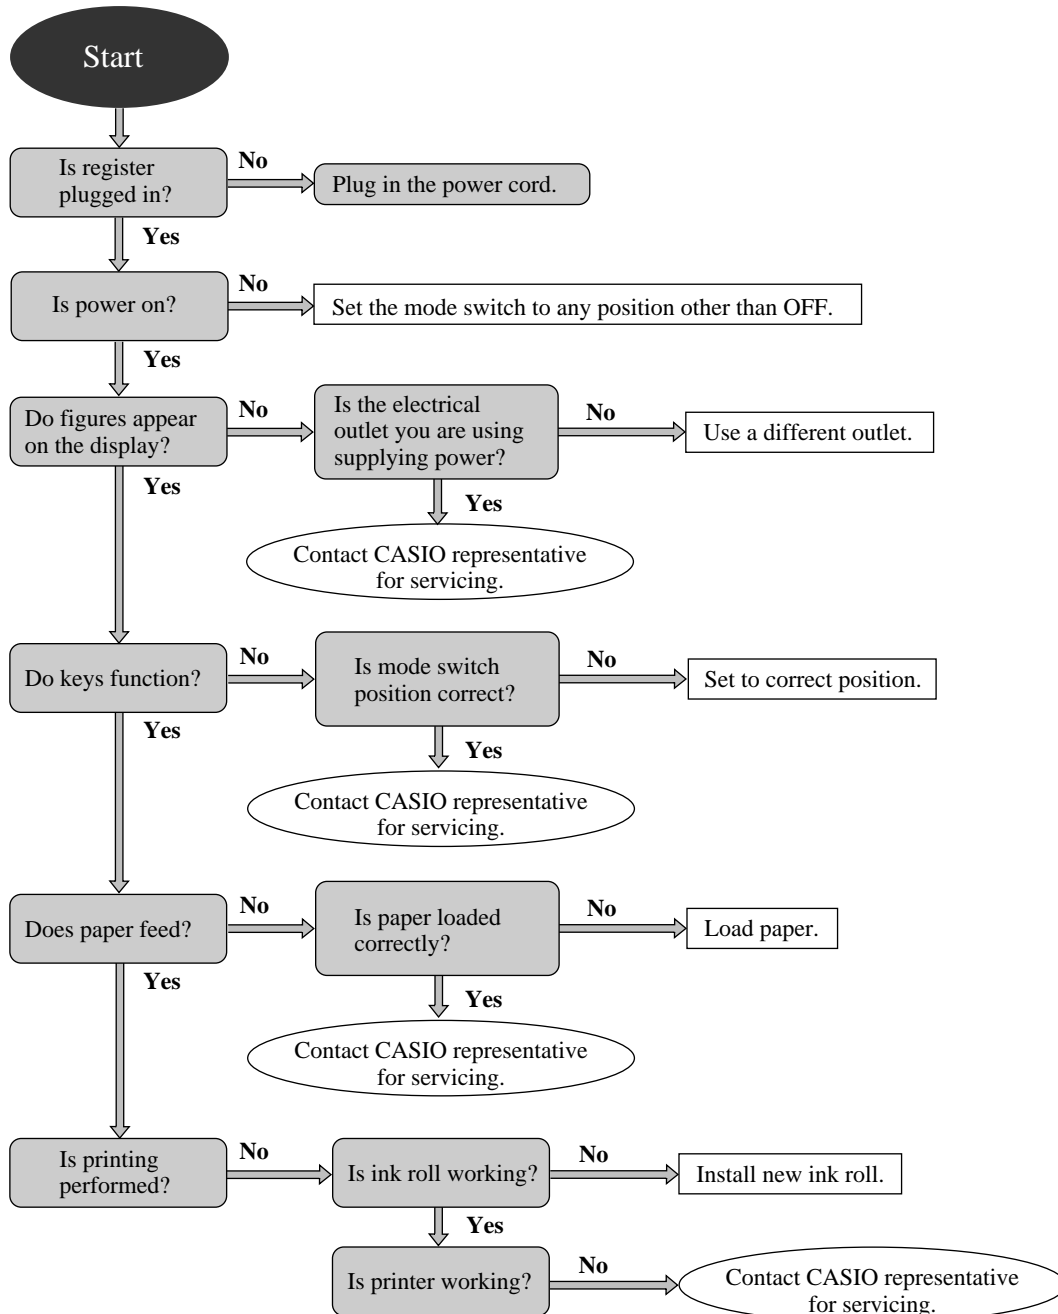 Start
Is register
plugged in?
No
Plug in the power cord.
Yes
Is power on?
No
Set the mode switch to any position other than OFF.
Yes
Do figures appear
on the display?
No
Is the electrical
outlet you are using
supplying power?
No
Use a different outlet.
Yes
Yes
Contact CASIO representative
for servicing.
Do keys function?
No
Is mode switch
position correct?
No
Set to correct position.
Yes
Yes
Contact CASIO representative
for servicing.
Does paper feed?
No
Is paper loaded
correctly?
No
Load paper.
Yes
Yes
Contact CASIO representative
for servicing.
Is printing
performed?
No
Is ink roll working?
No
Install new ink roll.
Yes
Is printer working?
No
Contact CASIO representative
for servicing.